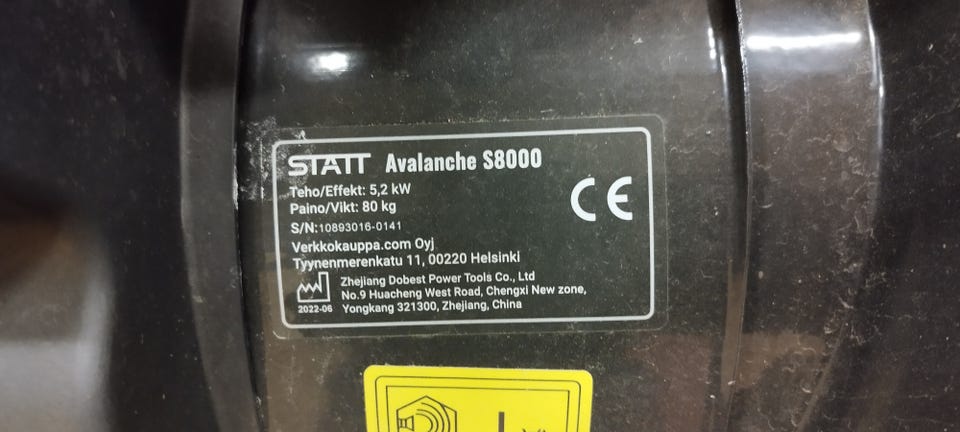 STATT Avalanche S8000
Teho/Effekt: 5,2 kW
Paino/Vikt: 80 kg
S/N:10893016-0141
Verkkokauppa.com Oyj
Tyynenmerenkatu 11, 00220 Helsinki
CE
Zhejiang Dobest Power Tools Co., Ltd
No.9 Huacheng West Road, Chengxi New zone,
Yongkang 321300, Zhejiang, China
2022-06